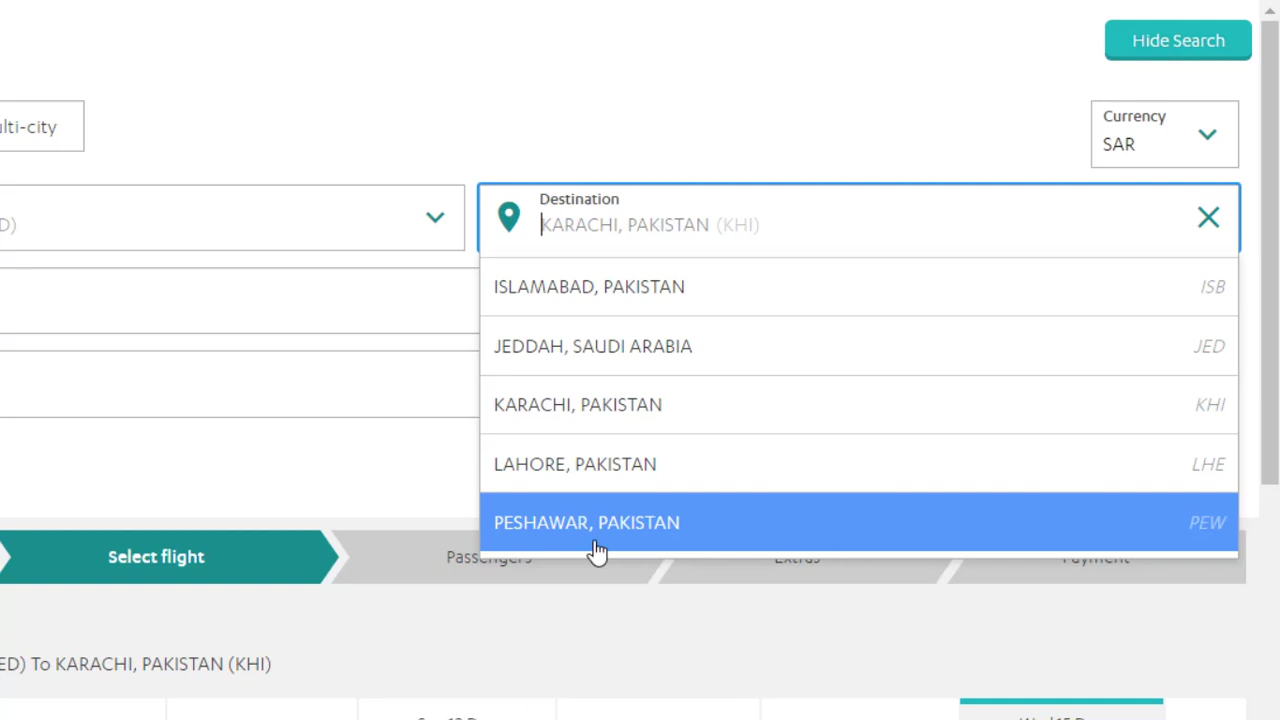 Hide Search
ulti-city
Currency
SAR
D)
Destination
KARACHI, PAKISTAN (KHI)
ISLAMABAD, PAKISTAN ISB
JEDDAH, SAUDI ARABIA JED
KARACHI, PAKISTAN KHI
LAHORE, PAKISTAN LHE
PESHAWAR, PAKISTAN PEW
Select flight Passengers Extras Payment
ED) To KARACHI, PAKISTAN (KHI)